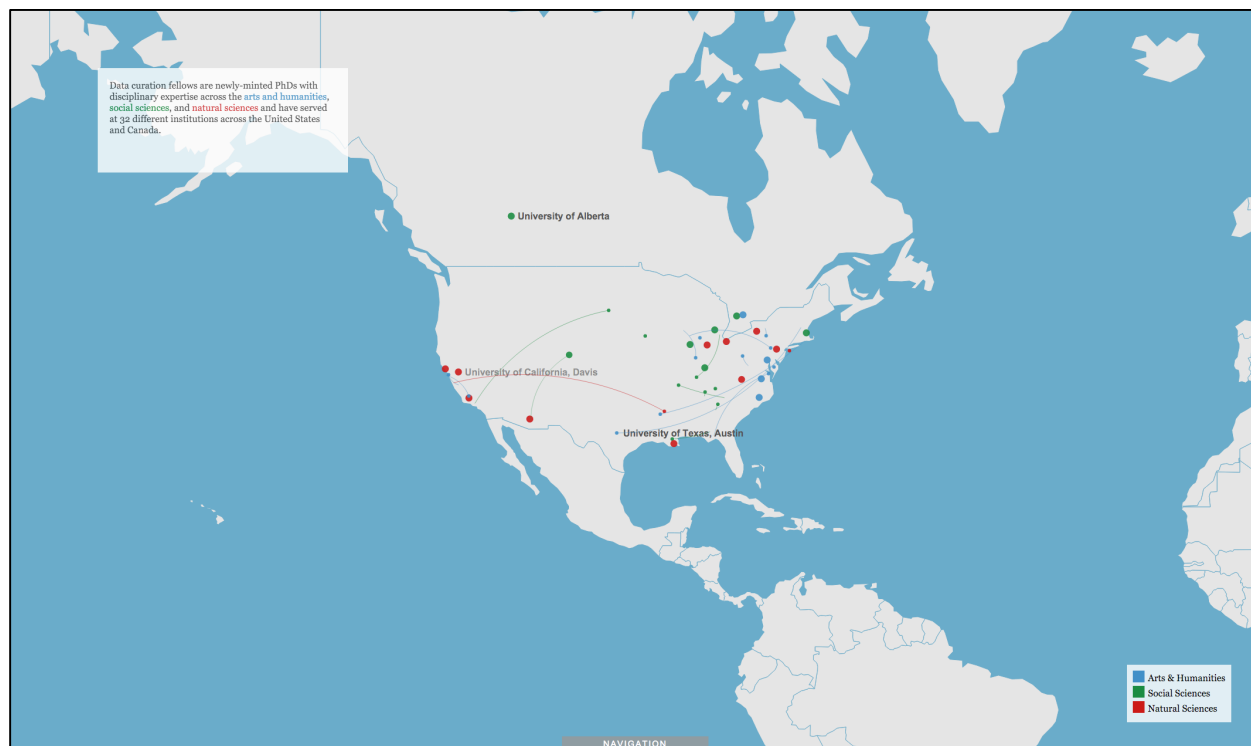 Data curation fellows are newly-minted PhDs with
disciplinary expertise across the arts and humanities,
social sciences, and natural sciences and have served
at 32 different institutions across the United States
and Canada.
University of Alberta
University of California, Davis
University of Texas, Austin
Arts & Humanities
Social Sciences
Natural Sciences
NAVIGATION